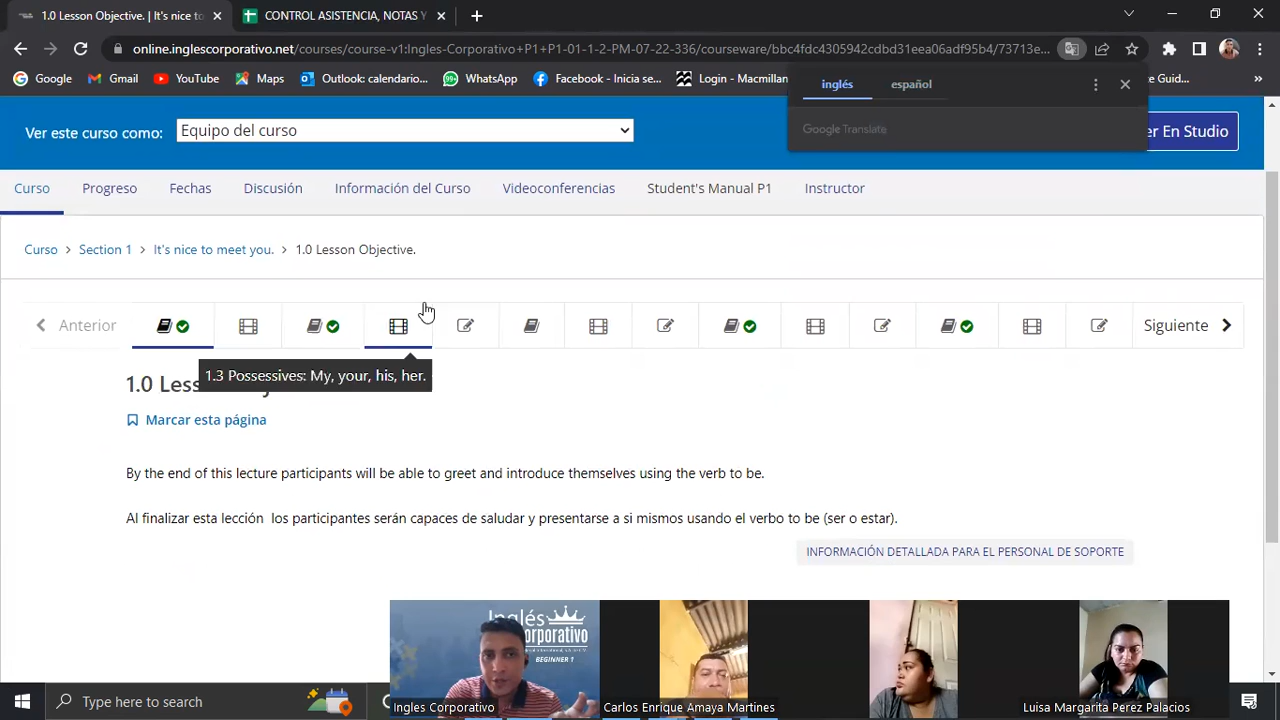 1.0 Lesson Objective. | It's nice to
CONTROL ASISTENCIA, NOTAS Y
online.inglescorporativo.net/courses/course-v1:Ingles-Corporativo+P1+P1-01-1-2-PM-07-22-336/courseware/bbc4fdc4305942cdbd31eea06adf95b4/73713e...
Google
Gmail
YouTube
Maps
Outlook: calendario...
99+
WhatsApp
Facebook - Inicia se...
Login - Macmillan
Guid...
inglés
español
Google Translate
Ver este curso como:
Equipo del curso
er En Studio
Curso
Progreso
Fechas
Discusión
Información del Curso
Videoconferencias
Student's Manual P1
Instructor
Curso > Section 1 > It's nice to meet you. > 1.0 Lesson Objective.
Anterior
Siguiente
1.3 Possessives: My, your, his, her.
1.0 Less
Marcar esta página
By the end of this lecture participants will be able to greet and introduce themselves using the verb to be.
Al finalizar esta lección los participantes serán capaces de saludar y presentarse a si mismos usando el verbo to be (ser o estar).
INFORMACIÓN DETALLADA PARA EL PERSONAL DE SOPORTE
Inglés
orporativo
BEGINNER 1
Type here to search
Ingles Corporativo
Carlos Enrique Amaya Martines
Luisa Margarita Perez Palacios